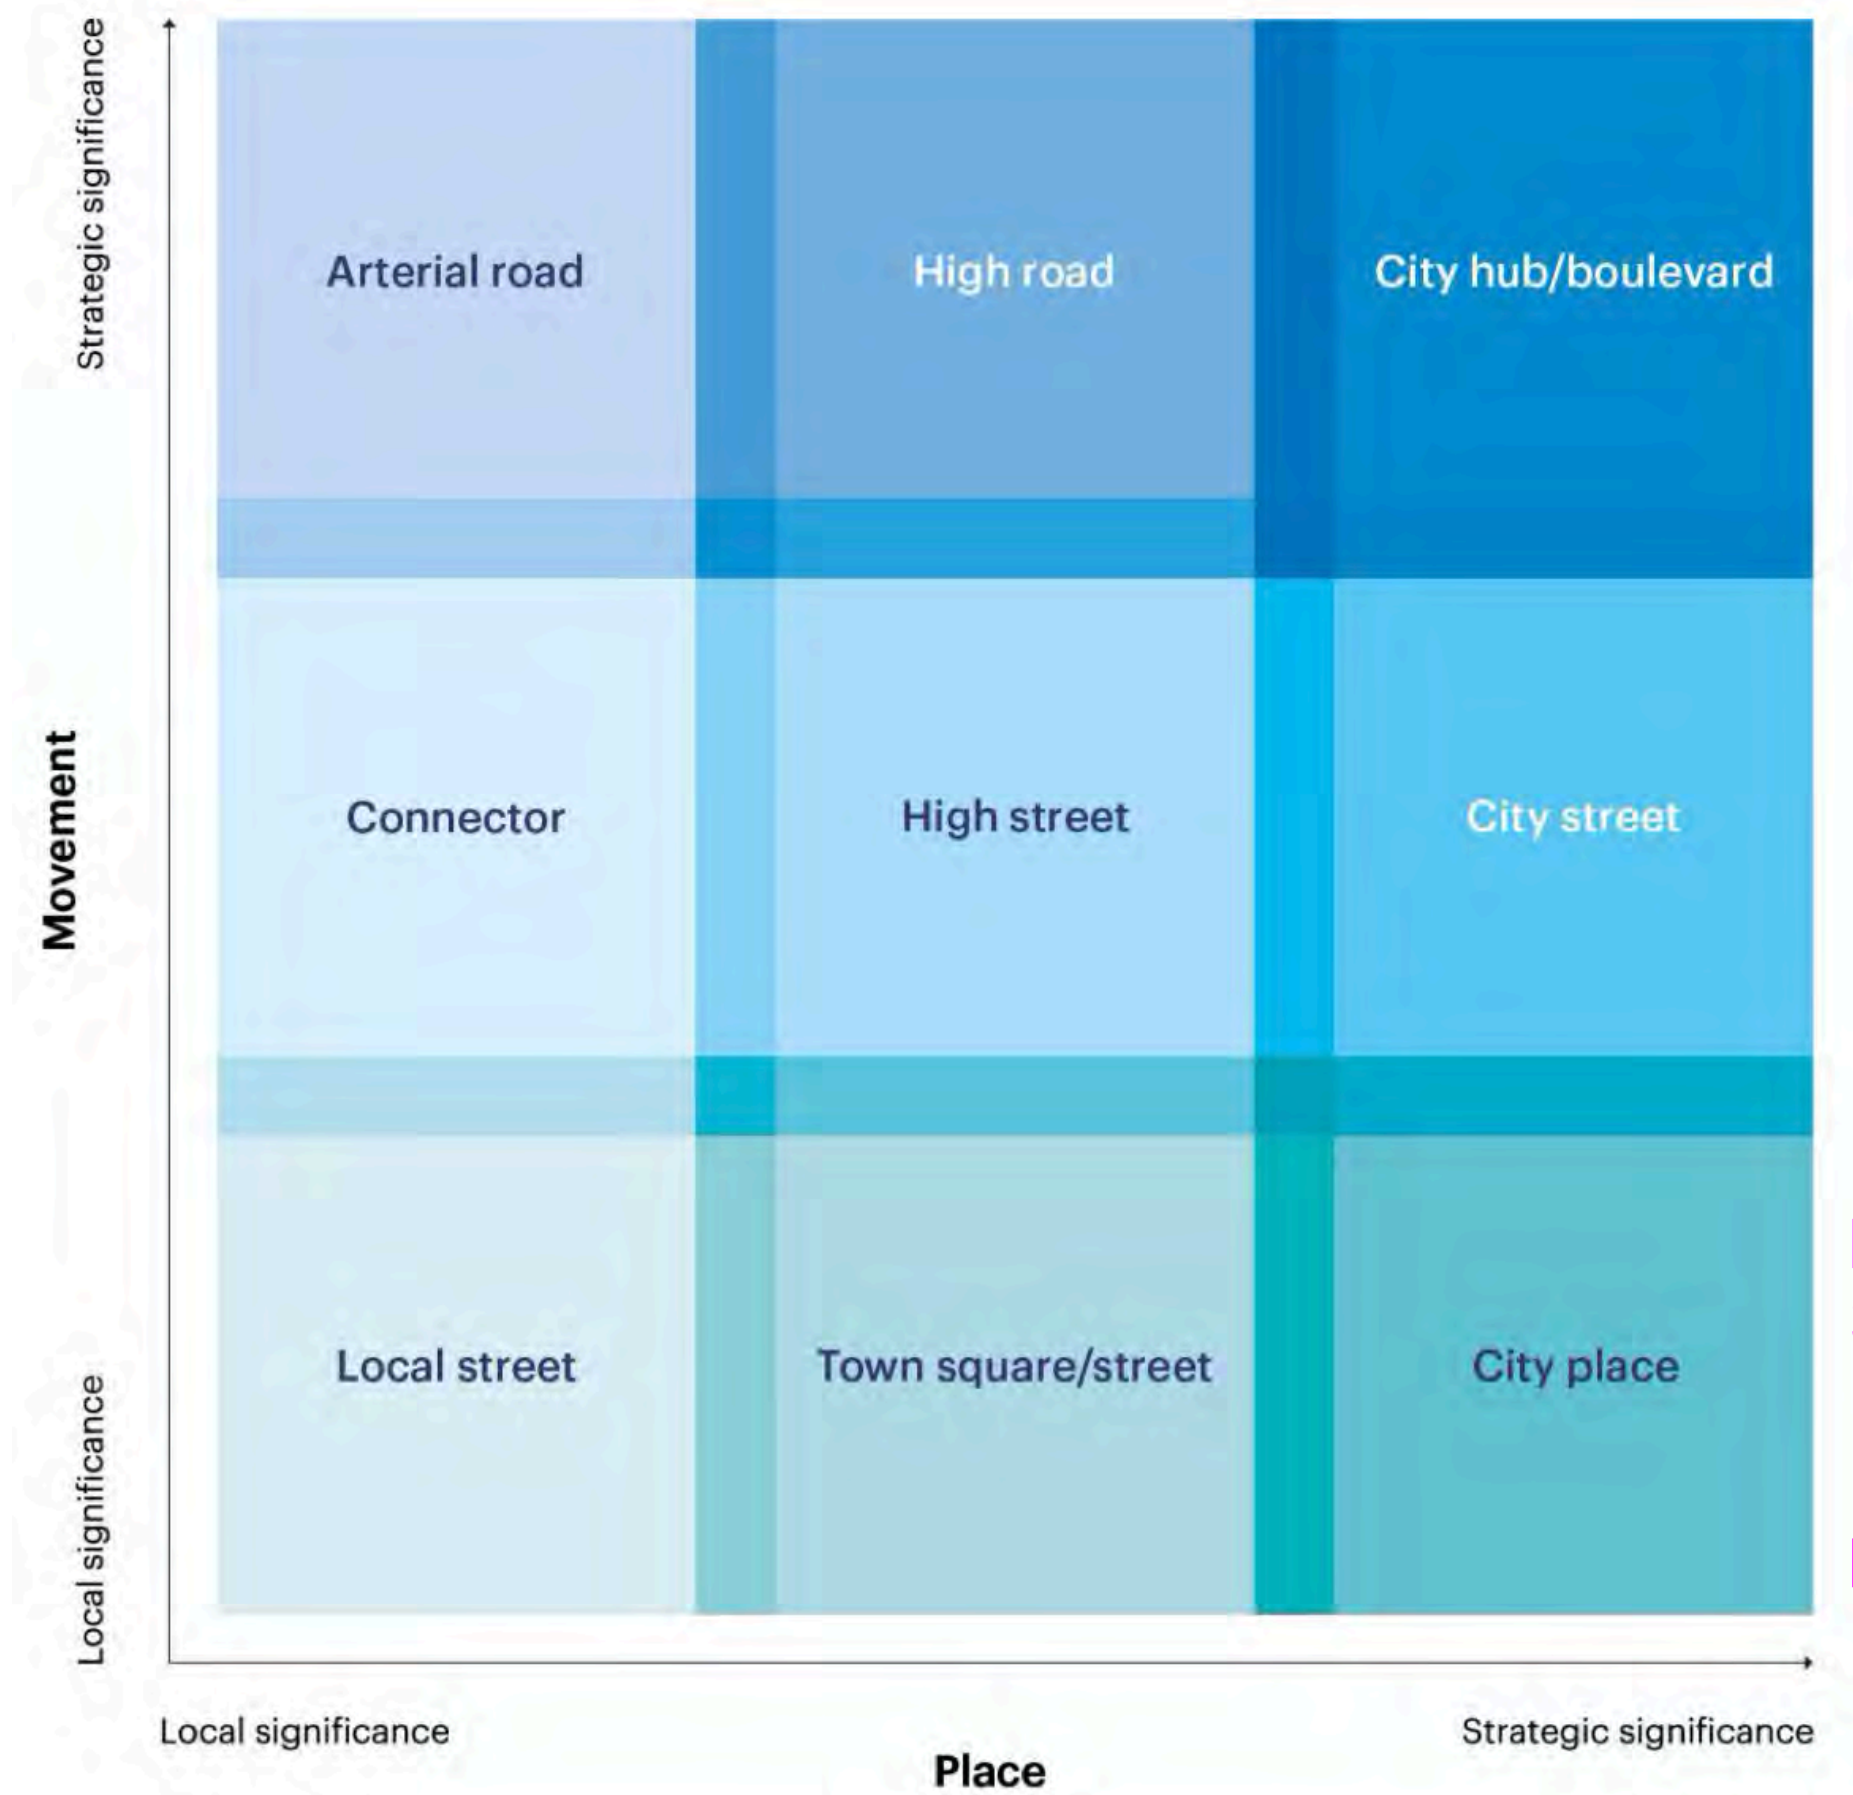 Strategic significance
Arterial road
High road
City hub/boulevard
Movement
Connector
High street
City street
Local significance
Local street
Town square/street
City place
Local significance
Strategic significance
Place